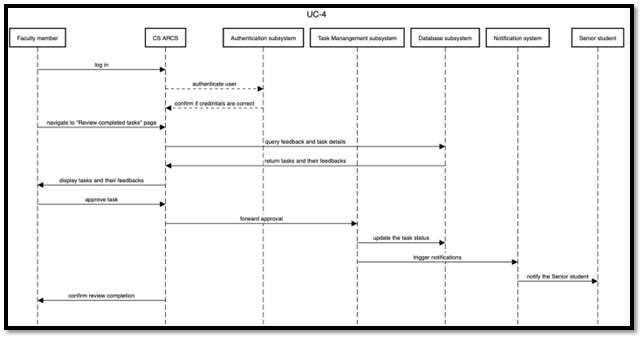 UC-4
Faculty member
CS ARCS
Authentication subsystem
Task Manangement subsystem
Database subsystem
Notification system
Senior student
log in
authenticate user
confirm if credintials are correct
navigate to "Review completed tasks" page
query feedback and task details
return tasks and their feedbacks
display tasks and their feedbacks
approve task
forward approval
update the task status
trigger notifications
notify the Senior student
confirm review completion